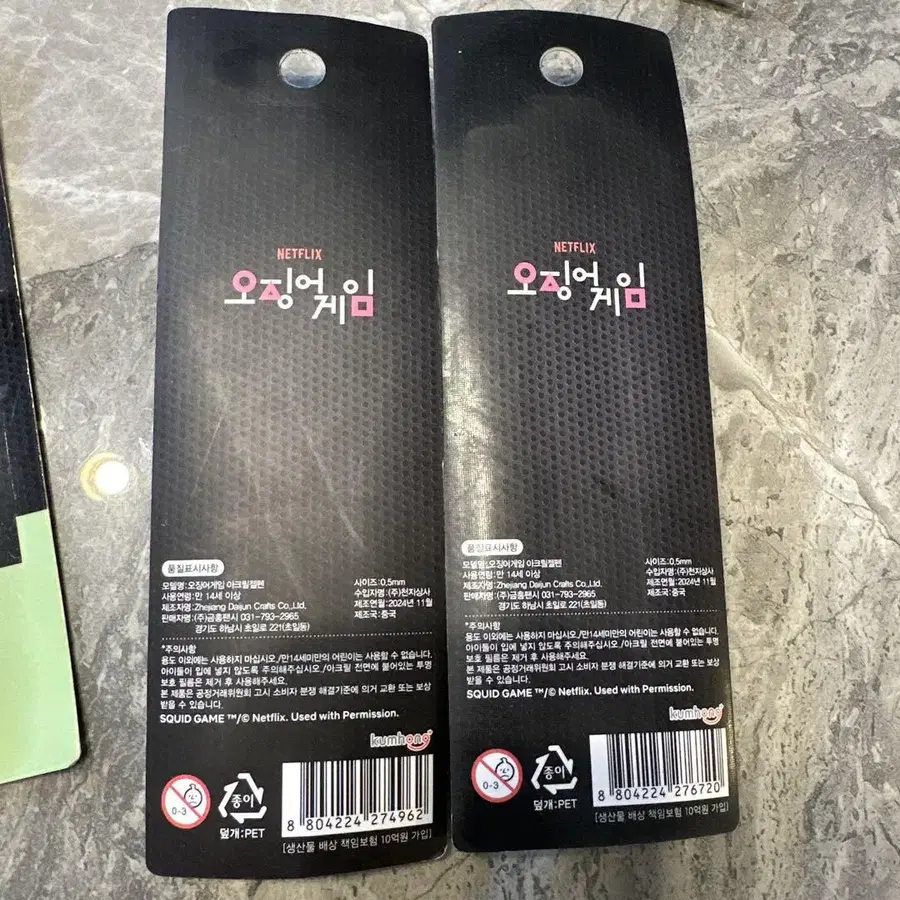 NETFLIX
오징어게임
품질표시사항
모델명:오징어게임 아크릴젤펜 사이즈:0.5mm
사용연령:만 14세 이상 수입자명:(주)천지상사
제조자명:Zhejiang Daijun Crafts Co.,Ltd. 제조연월:2024년 11월
판매자명:(주)금홍팬시 031-793-2965 제조국:중국
경기도 하남시 초일로 221(초일동)
*주의사항
용도 이외에는 사용하지 마십시오./만14세미만의 어린이는 사용할 수 없습니다.
아이들이 입에 넣지 않도록 주의해주십시오./아크릴 전면에 붙어있는 투명
보호 필름은 제거 후 사용해주세요.
본 제품은 공정거래위원회 고시 소비자 분쟁 해결기준에 의거 교환 또는 보상
받을 수 있습니다.
SQUID GAME ™/© Netflix. Used with Permission.
kumhong
0-3
종이
덮개:PET
8 804224 274962
[생산물 배상 책임보험 10억원 가입]
NETFLIX
오징어게임
품질표시사항
모델명:오징어게임 아크릴젤펜 사이즈:0.5mm
사용연령:만 14세 이상 수입자명:(주)천지상사
제조자명:Zhejiang Daijun Crafts Co.,Ltd. 제조연월:2024년 11월
판매자명:(주)금홍팬시 031-793-2965 제조국:중국
경기도 하남시 초일로 221(초일동)
*주의사항
용도 이외에는 사용하지 마십시오./만14세미만의 어린이는 사용할 수 없습니다.
아이들이 입에 넣지 않도록 주의해주십시오./아크릴 전면에 붙어있는 투명
보호 필름은 제거 후 사용해주세요.
본 제품은 공정거래위원회 고시 소비자 분쟁 해결기준에 의거 교환 또는 보상
받을 수 있습니다.
SQUID GAME ™/© Netflix. Used with Permission.
kumhong
0-3
종이
덮개:PET
8 804224 276720
[생산물 배상 책임보험 10억원 가입]